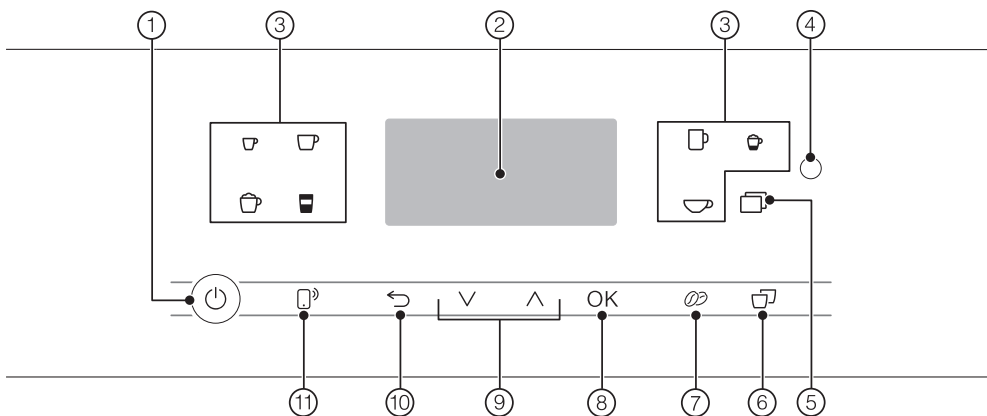 ① ③ ② ③ ④
OK
⑪ ⑩ ⑨ ⑧ ⑦ ⑥ ⑤